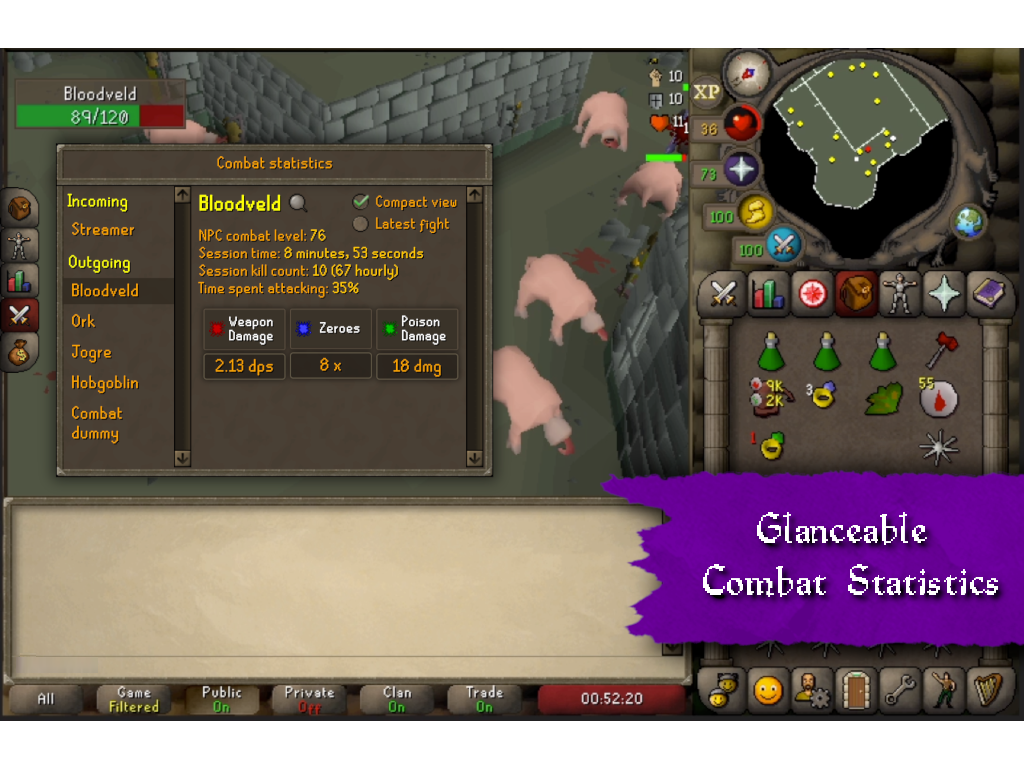 Bloodveld
89/120
10
10
11
XP
36
73
100
100
Combat statistics
Incoming
Streamer
Outgoing
Bloodveld
Ork
Jogre
Hobgoblin
Combat
dummy
Bloodveld
Compact view
Latest fight
NPC combat level: 76
Session time: 8 minutes, 53 seconds
Session kill count: 10 (67 hourly)
Time spent attacking: 35%
Weapon
Damage
Zeroes
Poison
Damage
2.13 dps
8 x
18 dmg
9K
2K
3
55
1
Glanceable
Combat Statistics
All
Game
Filtered
Public
On
Private
Off
Clan
On
Trade
On
00:52:20